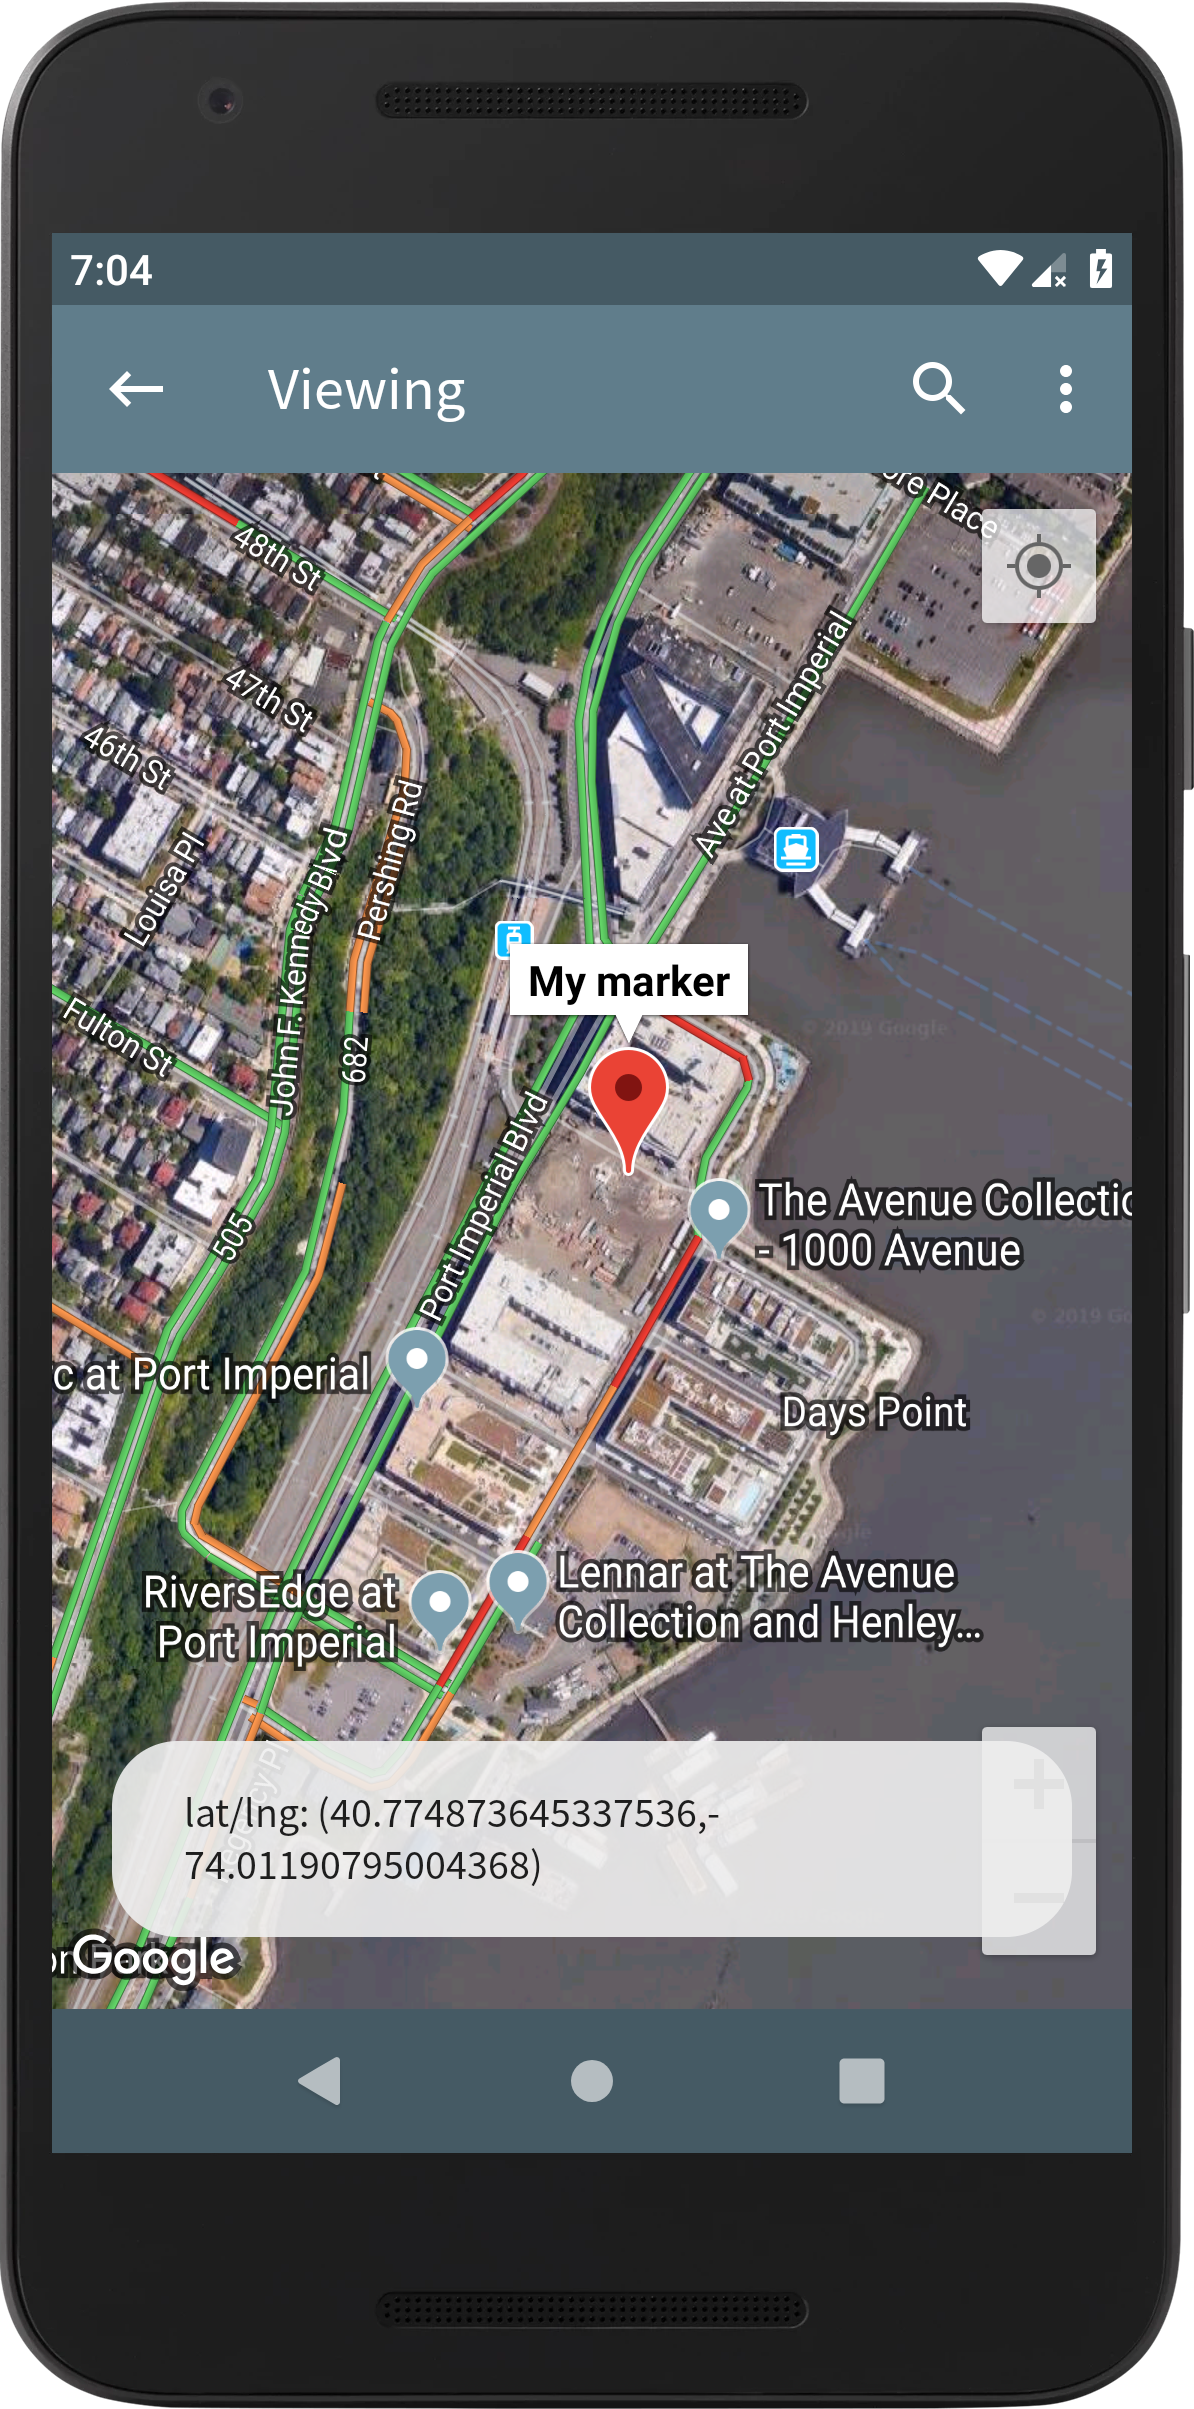 7:04
Viewing
ore Place
48th St
47th St
46th St
Louisa Pl
Pershing Rd
Ave at Port Imperial
John F. Kennedy Blvd
My marker
Fulton St
682
© 2019 Google
Port Imperial Blvd
The Avenue Collectio
- 1000 Avenue
505
© 2019 Go
c at Port Imperial
Days Point
RiversEdge at
Port Imperial
Lennar at The Avenue
Collection and Henley...
lat/lng: (40.774873645337536,-
74.01190795004368)
Google